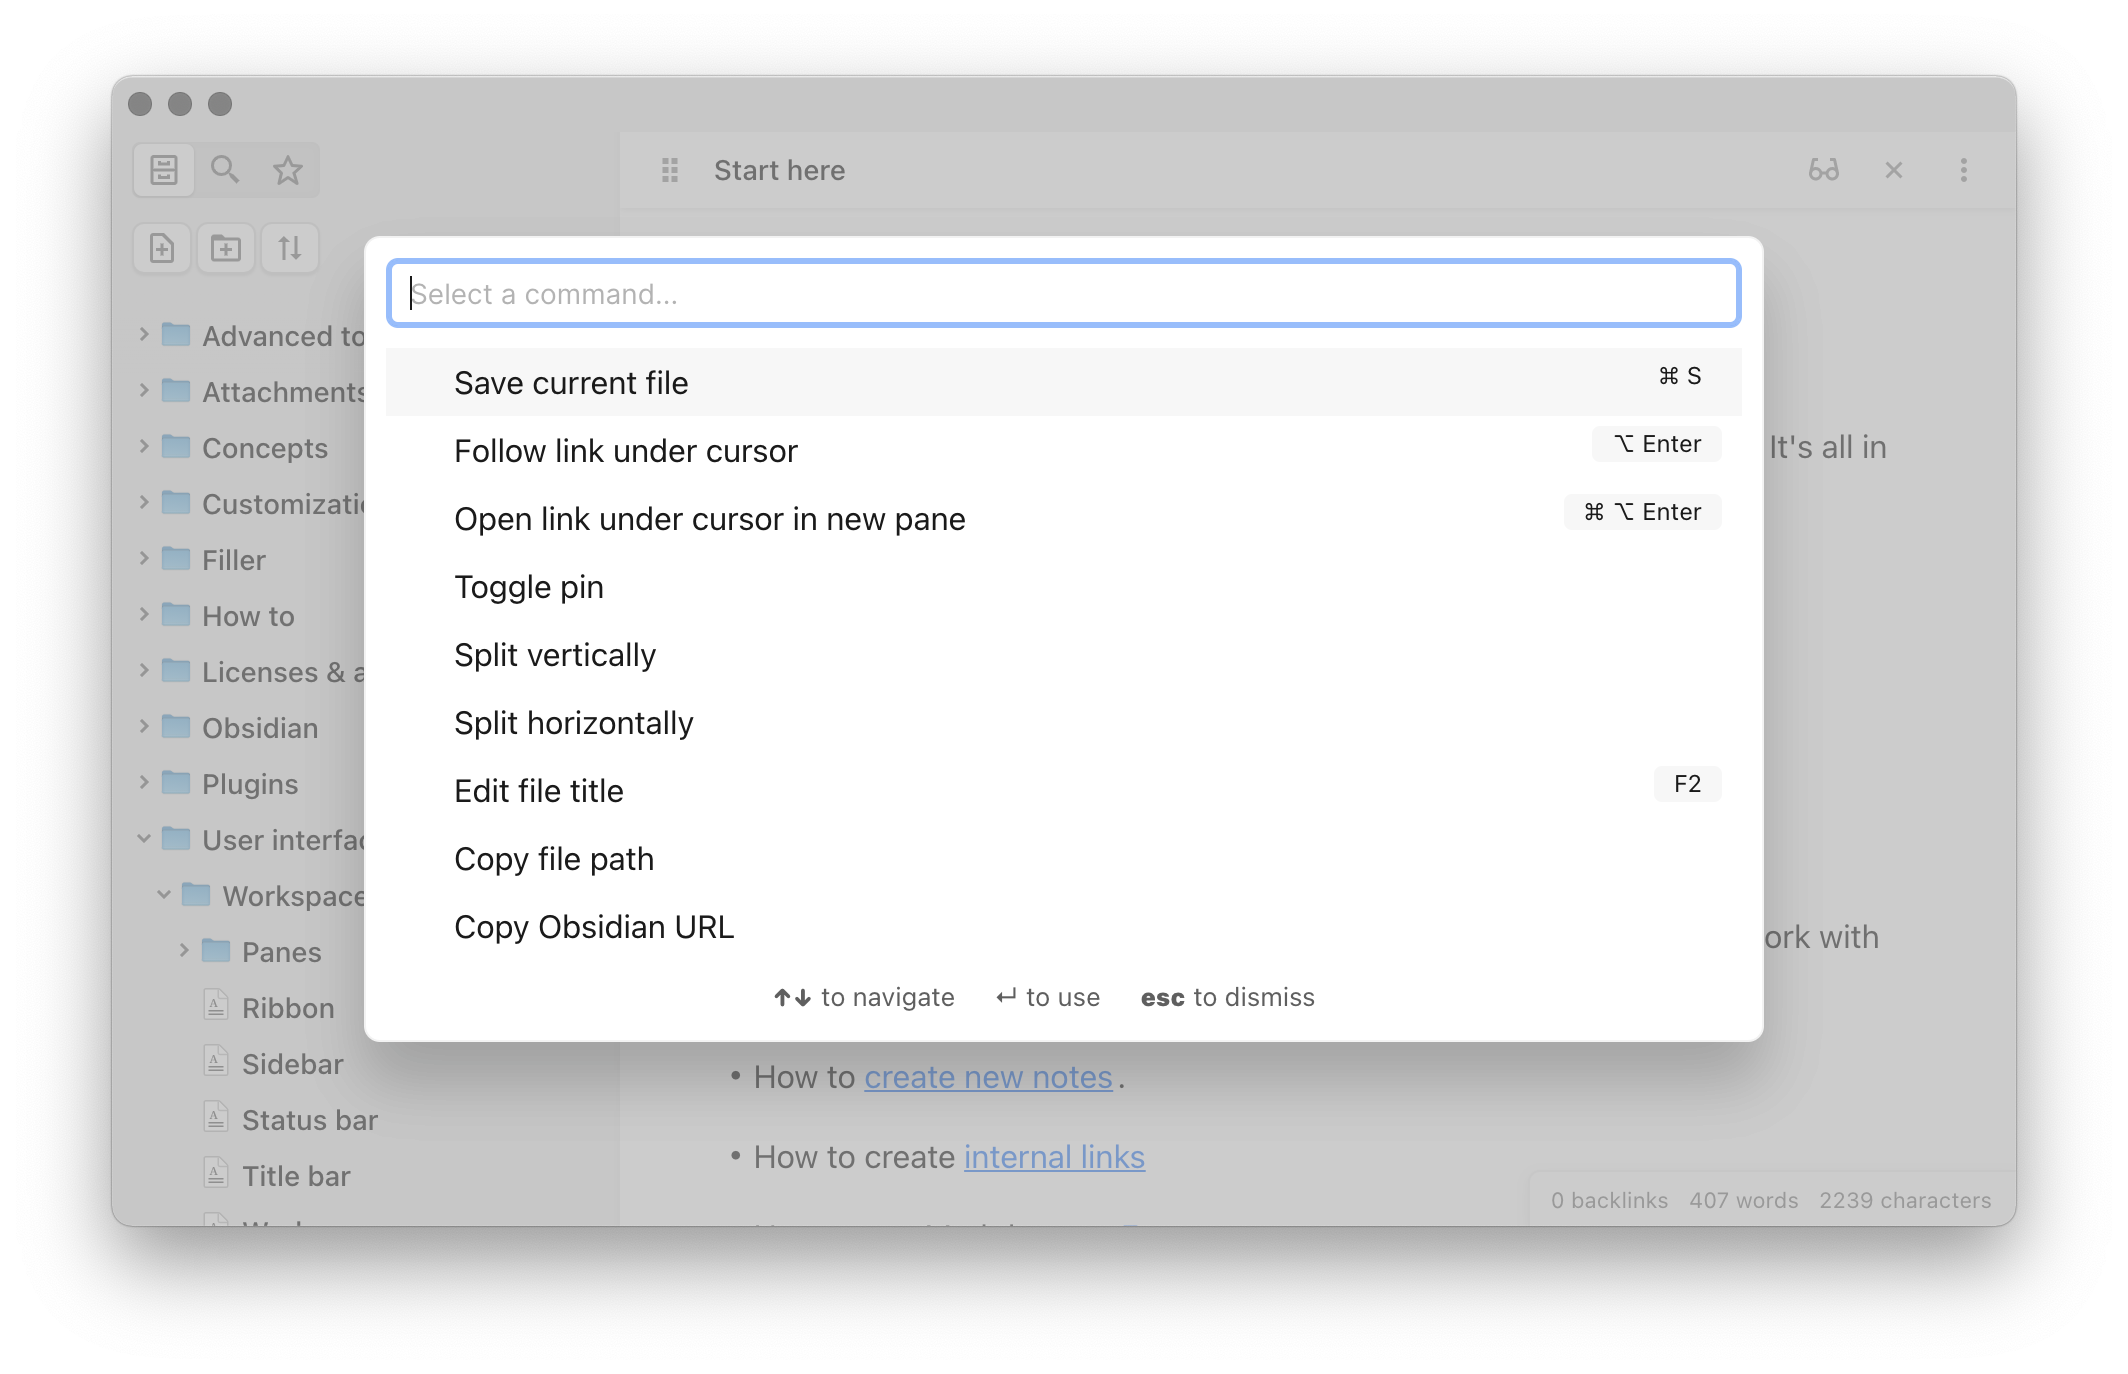 Start here
Select a command...
Save current file ⌘ S
Follow link under cursor ⌥ Enter
Open link under cursor in new pane ⌘ ⌥ Enter
Toggle pin
Split vertically
Split horizontally
Edit file title F2
Copy file path
Copy Obsidian URL
↑↓ to navigate ↵ to use esc to dismiss
Advanced to
Attachments
Concepts
Customizatio
Filler
How to
Licenses & a
Obsidian
Plugins
User interfac
Workspace
Panes
Ribbon
Sidebar
Status bar
Title bar
It's all in
ork with
• How to create new notes.
• How to create internal links
0 backlinks 407 words 2239 characters